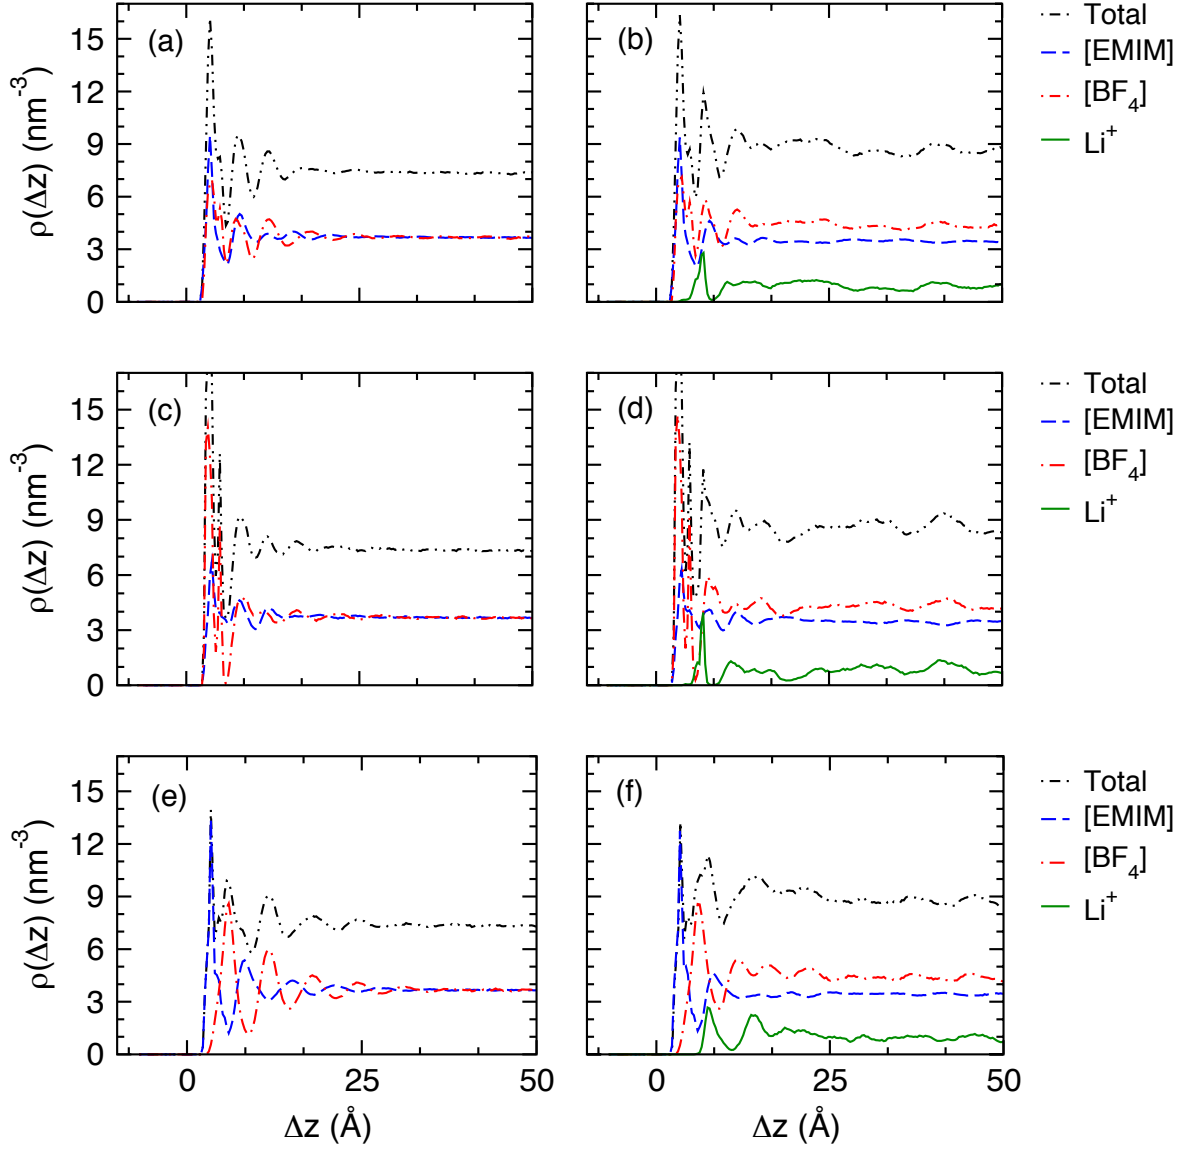 (a)
15
12
9
6
3
0
ρ(Δz) (nm⁻³)
(b)
Total
[EMIM]
[BF₄]
Li⁺
(c)
15
12
9
6
3
0
ρ(Δz) (nm⁻³)
(d)
Total
[EMIM]
[BF₄]
Li⁺
(e)
15
12
9
6
3
0
ρ(Δz) (nm⁻³)
0 25 50
Δz (Å)
(f)
0 25 50
Δz (Å)
Total
[EMIM]
[BF₄]
Li⁺